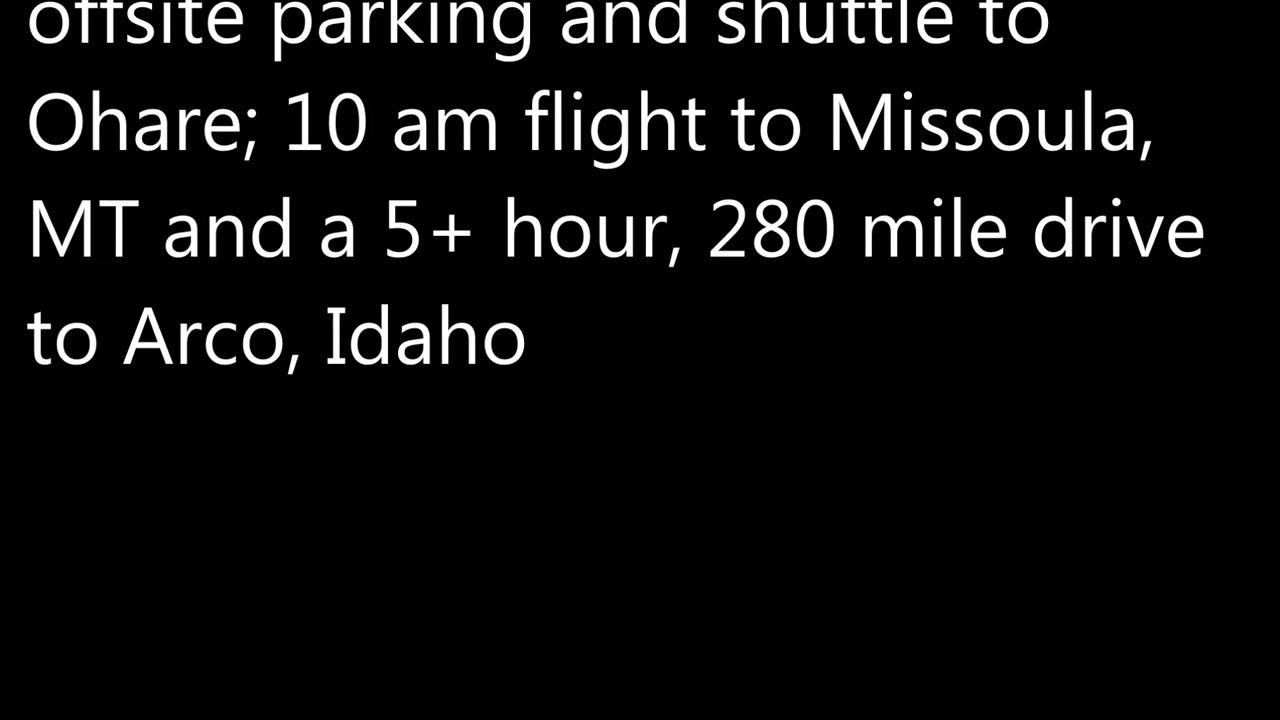 offsite parking and shuttle to
Ohare; 10 am flight to Missoula,
MT and a 5+ hour, 280 mile drive
to Arco, Idaho